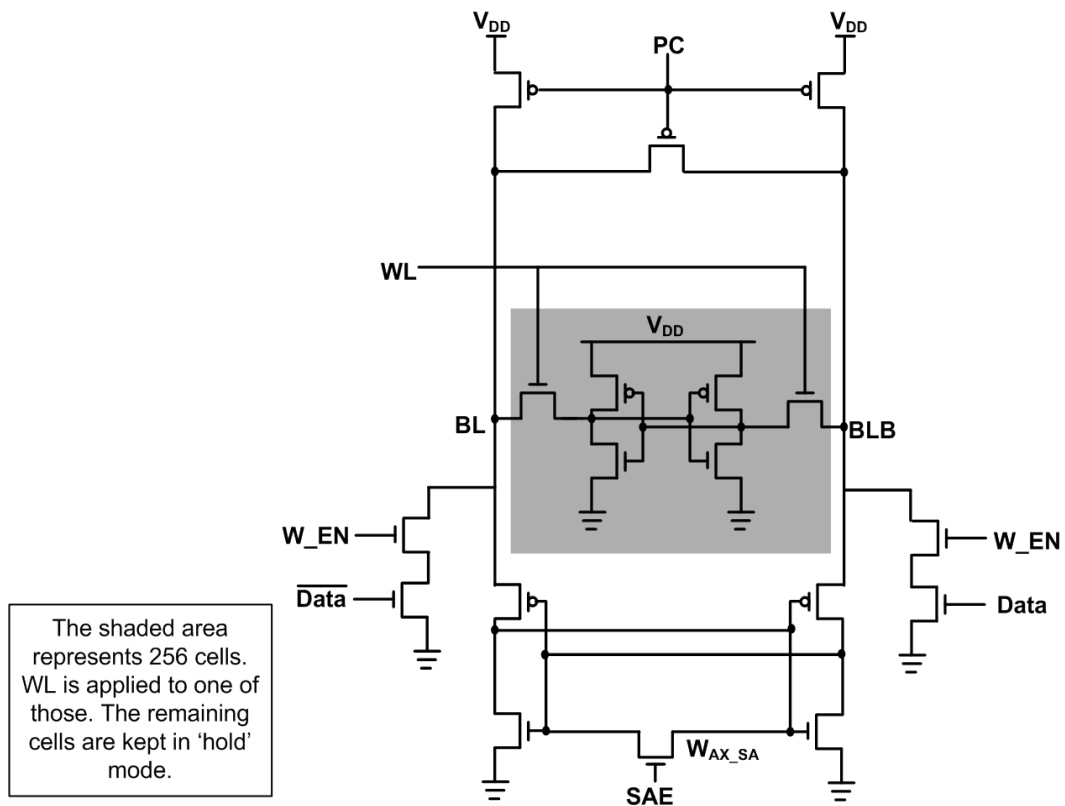 VDD
VDD
PC
WL
VDD
BL
BLB
W_EN
W_EN
Data
Data
The shaded area
represents 256 cells.
WL is applied to one of
those. The remaining
cells are kept in ‘hold’
mode.
WAX_SA
SAE